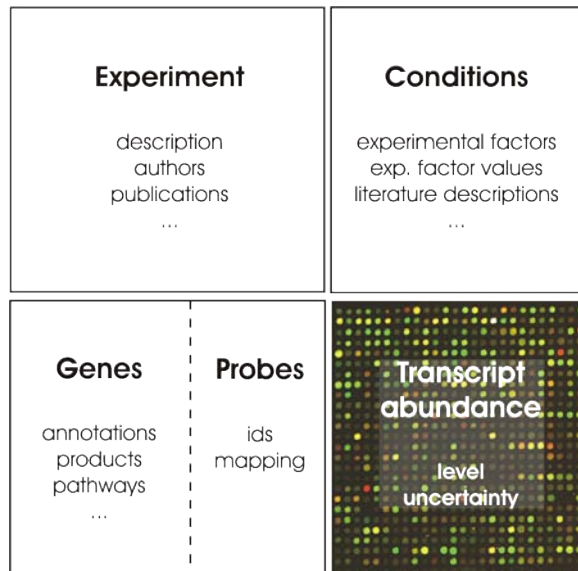 Experiment
description
authors
publications
...
Conditions
experimental factors
exp. factor values
literature descriptions
...
Genes
annotations
products
pathways
...
Probes
ids
mapping
Transcript
abundance
level
uncertainty